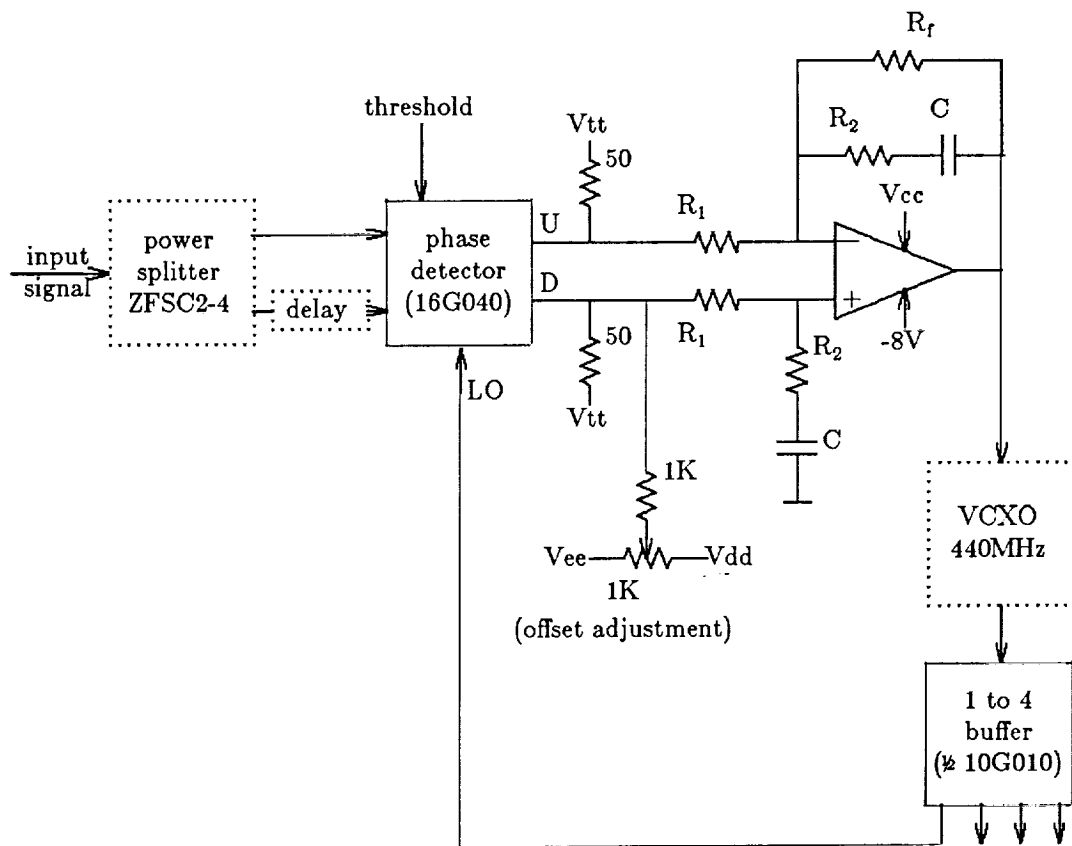 R_f
C
R_2
threshold
Vtt
50
Vcc
R_1
U
input
signal
power
splitter
ZFSC2-4
phase
detector
(16G040)
−
D
delay
+
50
R_1
R_2
-8V
LO
Vtt
C
1K
VCXO
440MHz
Vee
Vdd
1K
(offset adjustment)
1 to 4
buffer
(½ 10G010)